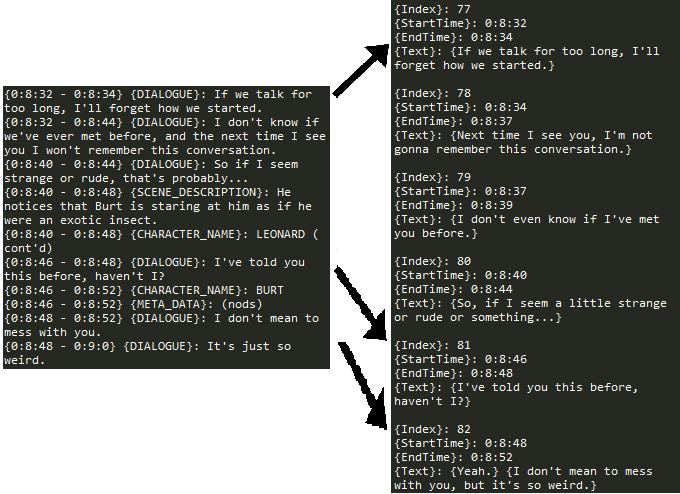 {0:8:32 - 0:8:34} {DIALOGUE}: If we talk for
too long, I'll forget how we started.
{0:8:32 - 0:8:44} {DIALOGUE}: I don't know if
we've ever met before, and the next time I see
you I won't remember this conversation.
{0:8:40 - 0:8:44} {DIALOGUE}: So if I seem
strange or rude, that's probably...
{0:8:40 - 0:8:48} {SCENE_DESCRIPTION}: He
notices that Burt is staring at him as if he
were an exotic insect.
{0:8:40 - 0:8:48} {CHARACTER_NAME}: LEONARD (
cont'd)
{0:8:46 - 0:8:48} {DIALOGUE}: I've told you
this before, haven't I?
{0:8:46 - 0:8:52} {CHARACTER_NAME}: BURT
{0:8:46 - 0:8:52} {META_DATA}: (nods)
{0:8:48 - 0:8:52} {DIALOGUE}: I don't mean to
mess with you.
{0:8:48 - 0:9:0} {DIALOGUE}: It's just so
weird.
{Index}: 77
{StartTime}: 0:8:32
{EndTime}: 0:8:34
{Text}: {If we talk for too long, I'll
forget how we started.}
{Index}: 78
{StartTime}: 0:8:34
{EndTime}: 0:8:37
{Text}: {Next time I see you, I'm not
gonna remember this conversation.}
{Index}: 79
{StartTime}: 0:8:37
{EndTime}: 0:8:39
{Text}: {I don't even know if I've met
you before.}
{Index}: 80
{StartTime}: 0:8:40
{EndTime}: 0:8:44
{Text}: {So, if I seem a little strange
or rude or something...}
{Index}: 81
{StartTime}: 0:8:46
{EndTime}: 0:8:48
{Text}: {I've told you this before,
haven't I?}
{Index}: 82
{StartTime}: 0:8:48
{EndTime}: 0:8:52
{Text}: {Yeah.} {I don't mean to mess
with you, but it's so weird.}